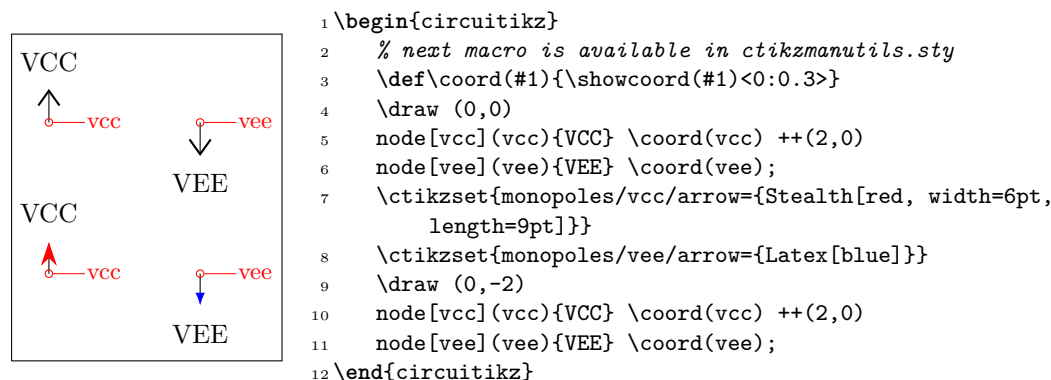 VCC
vcc
vee
VEE
VCC
vcc
vee
VEE
1 \begin{circuitikz}
2 % next macro is available in ctikzmanutils.sty
3 \def\coord(#1){\showcoord(#1)<0:0.3>}
4 \draw (0,0)
5 node[vcc](vcc){VCC} \coord(vcc) ++(2,0)
6 node[vee](vee){VEE} \coord(vee);
7 \ctikzset{monopoles/vcc/arrow={Stealth[red, width=6pt,
length=9pt]}}
8 \ctikzset{monopoles/vee/arrow={Latex[blue]}}
9 \draw (0,-2)
10 node[vcc](vcc){VCC} \coord(vcc) ++(2,0)
11 node[vee](vee){VEE} \coord(vee);
12 \end{circuitikz}